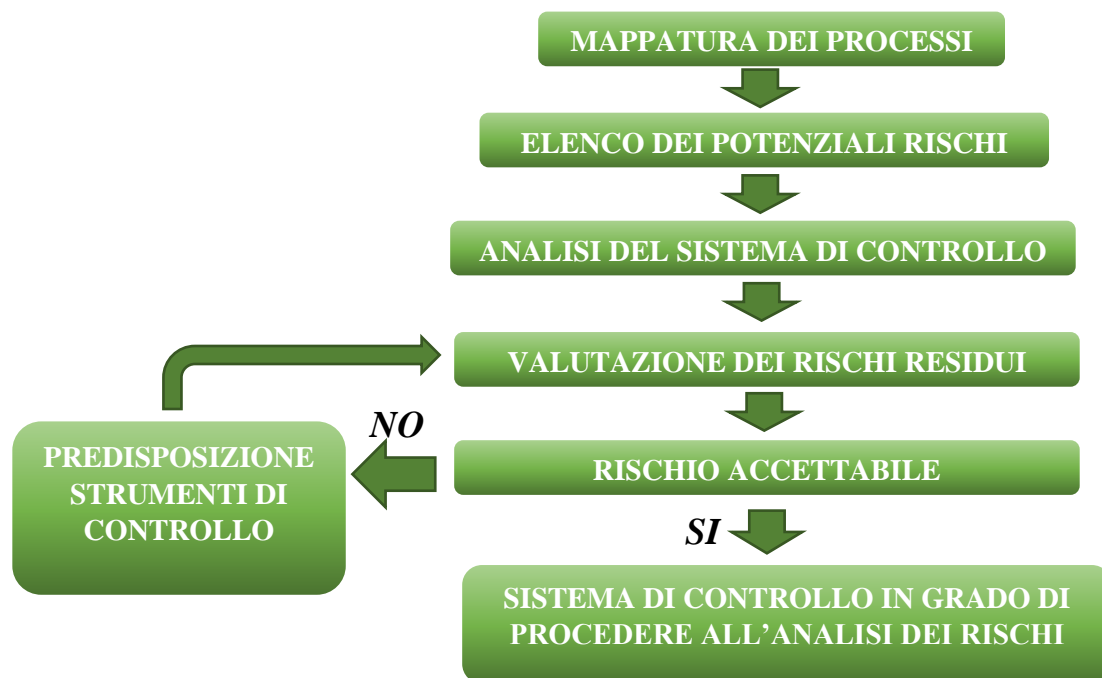 MAPPATURA DEI PROCESSI
ELENCO DEI POTENZIALI RISCHI
ANALISI DEL SISTEMA DI CONTROLLO
VALUTAZIONE DEI RISCHI RESIDUI
NO
PREDISPOSIZIONE
STRUMENTI DI
CONTROLLO
RISCHIO ACCETTABILE
SI
SISTEMA DI CONTROLLO IN GRADO DI
PROCEDERE ALL’ANALISI DEI RISCHI